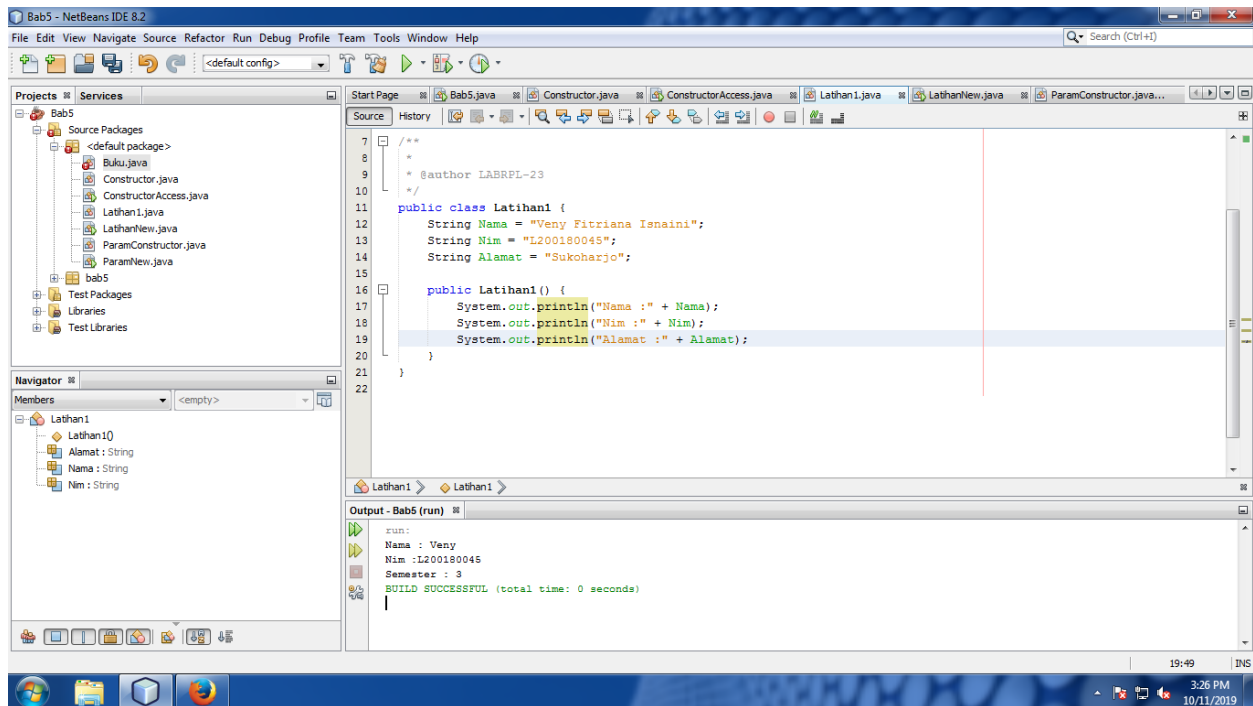 Bab5 - NetBeans IDE 8.2
File Edit View Navigate Source Refactor Run Debug Profile Team Tools Window Help
Search (Ctrl+I)
<default config>
Projects Services
Bab5
Source Packages
<default package>
Buku.java
Constructor.java
ConstructorAccess.java
Latihan1.java
LatihanNew.java
ParamConstructor.java
ParamNew.java
bab5
Test Packages
Libraries
Test Libraries
Navigator
Members <empty>
Latihan1
Latihan1()
Alamat : String
Nama : String
Nim : String
Start Page Bab5.java Constructor.java ConstructorAccess.java Latihan1.java LatihanNew.java ParamConstructor.java...
Source History
7 /**
8 *
9 * @author LABRPL-23
10 */
11 public class Latihan1 {
12 String Nama = "Veny Fitriana Isnaini";
13 String Nim = "L200180045";
14 String Alamat = "Sukoharjo";
15
16 public Latihan1() {
17 System.out.println("Nama :" + Nama);
18 System.out.println("Nim :" + Nim);
19 System.out.println("Alamat :" + Alamat);
20 }
21 }
22
Latihan1 Latihan1
Output - Bab5 (run)
run:
Nama : Veny
Nim :L200180045
Semester : 3
BUILD SUCCESSFUL (total time: 0 seconds)
19:49 INS
3:26 PM
10/11/2019